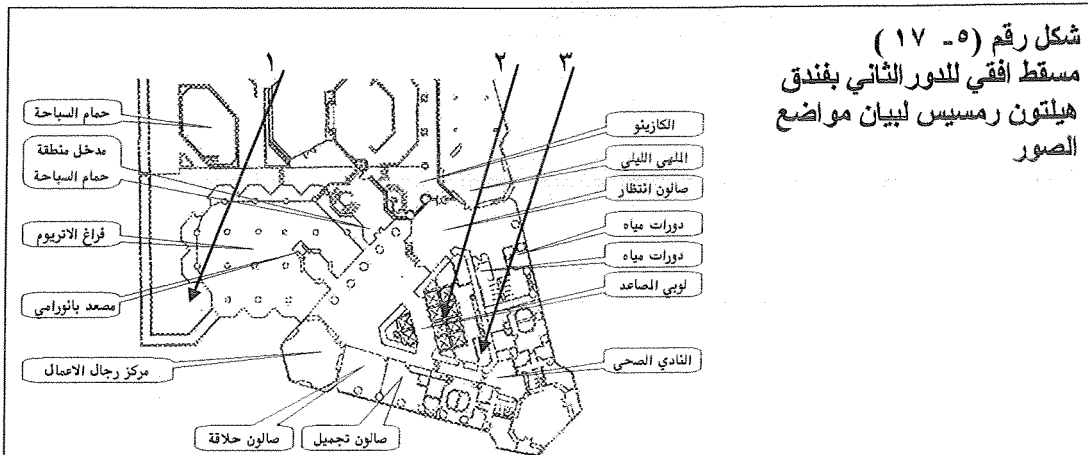 شكل رقم (٥- ١٧ )
مسقط افقي للدور الثاني بفندق
هيلتون رمسيس لبيان مواضع
الصور
١
٢
٣
حمام السباحة
مدخل منطقة
حمام السباحة
فراغ الاتريوم
مصعد بانورامي
مركز رجال الاعمال
صالون حلاقة
صالون تجميل
الكازينو
الملهى الليلي
صالون انتظار
دورات مياه
دورات مياه
لوبي المصاعد
النادي الصحي